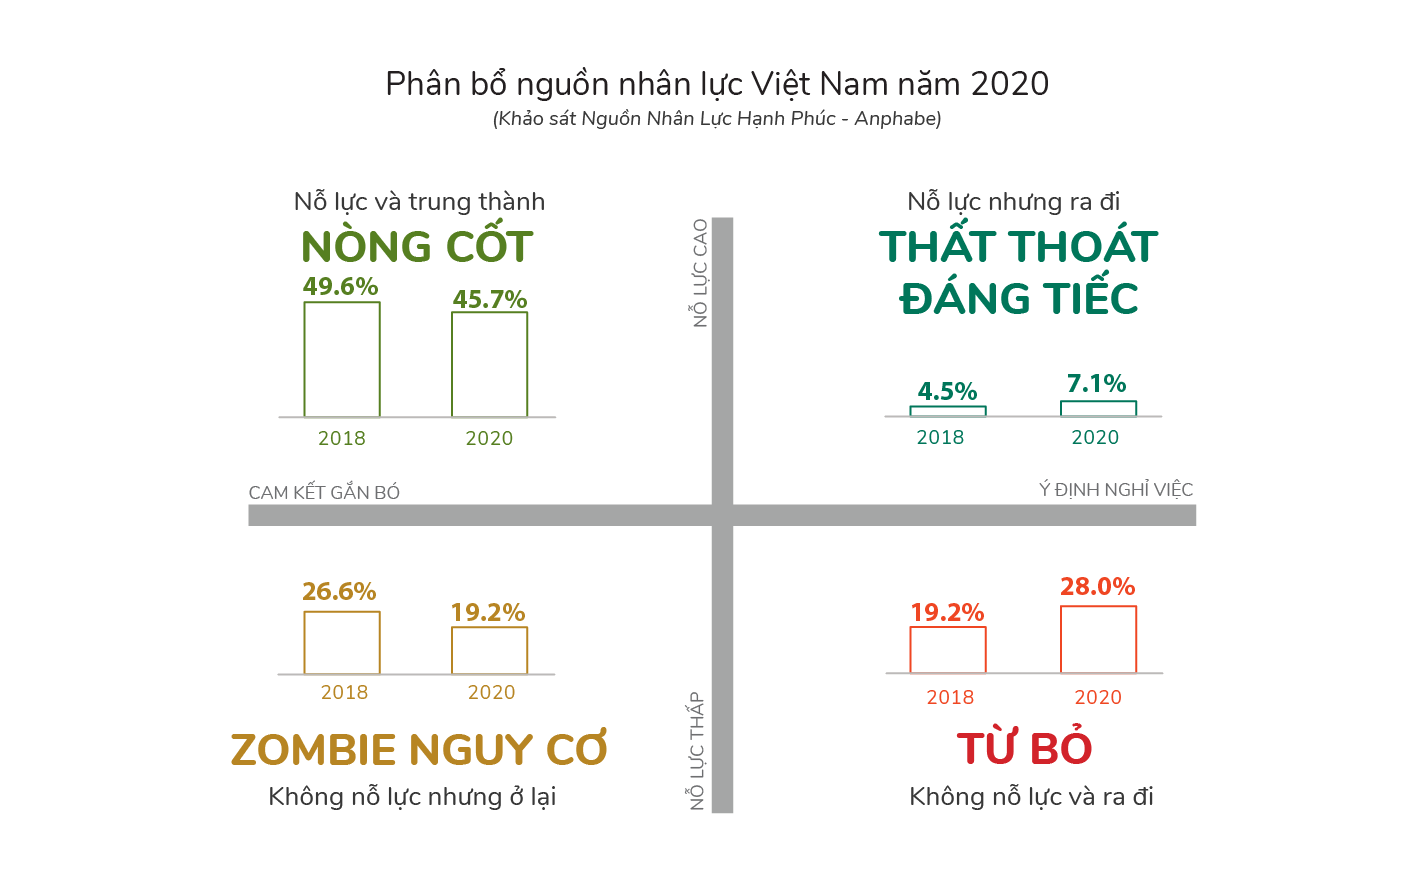 Phân bổ nguồn nhân lực Việt Nam năm 2020
(Khảo sát Nguồn Nhân Lực Hạnh Phúc - Anphabe)
Nỗ lực và trung thành
NÒNG CỐT
49.6%
45.7%
2018
2020
NỖ LỰC CAO
Nỗ lực nhưng ra đi
THẤT THOÁT
ĐÁNG TIẾC
4.5%
7.1%
2018
2020
CAM KẾT GẮN BÓ
Ý ĐỊNH NGHỈ VIỆC
26.6%
19.2%
2018
2020
ZOMBIE NGUY CƠ
Không nỗ lực nhưng ở lại
NỖ LỰC THẤP
19.2%
28.0%
2018
2020
TỪ BỎ
Không nỗ lực và ra đi